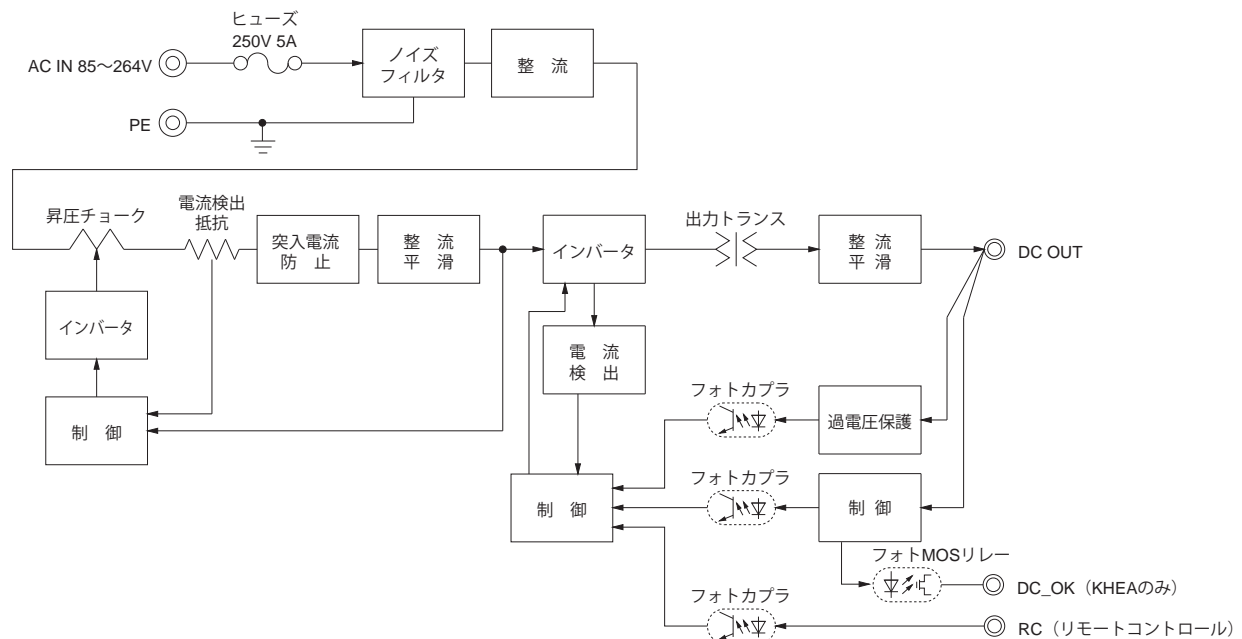 ヒューズ
250V 5A
AC IN 85〜264V
ノイズ
フィルタ
整 流
PE
昇圧チョーク
電流検出
抵抗
突入電流
防 止
整 流
平 滑
インバータ
出力トランス
整 流
平 滑
DC OUT
インバータ
電 流
検 出
制 御
フォトカプラ
過電圧保護
制 御
フォトカプラ
制 御
フォトMOSリレー
DC_OK（KHEAのみ）
フォトカプラ
RC（リモートコントロール）